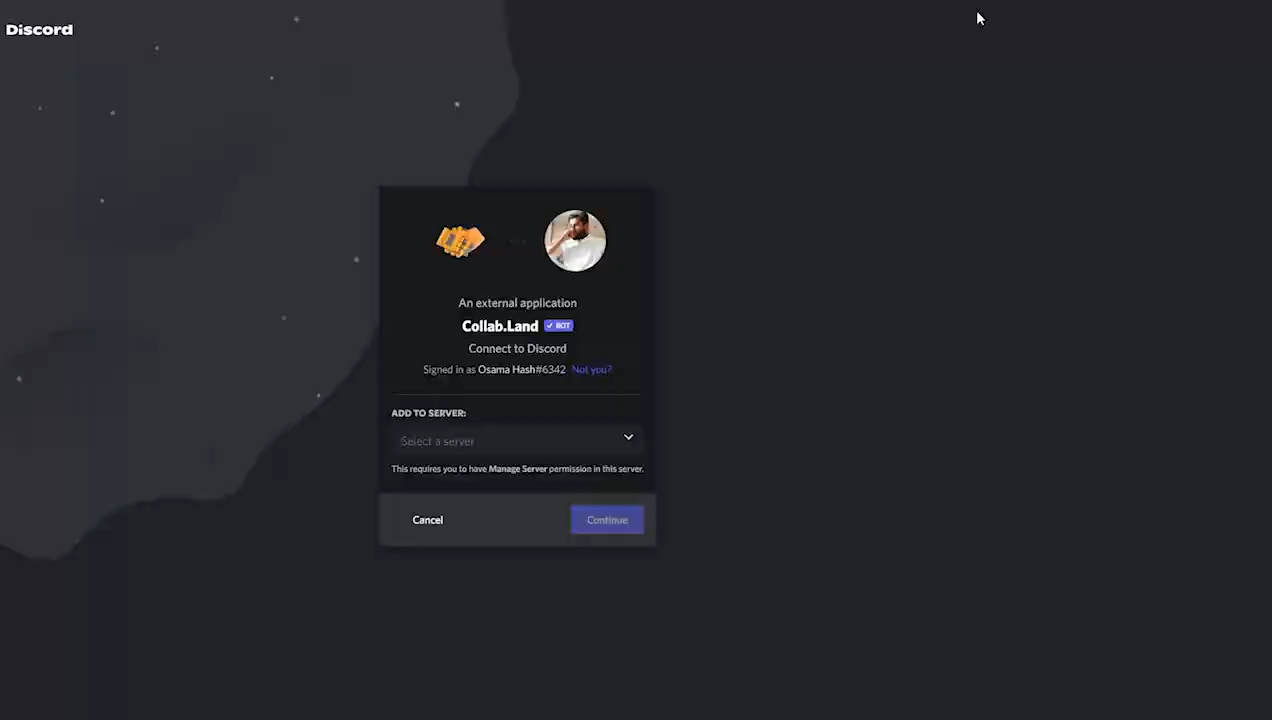 Discord
An external application
Collab.Land ✓ BOT
Connect to Discord
Signed in as Osama Hash#6342 Not you?
ADD TO SERVER:
Select a server
This requires you to have Manage Server permission in this server.
Cancel
Continue